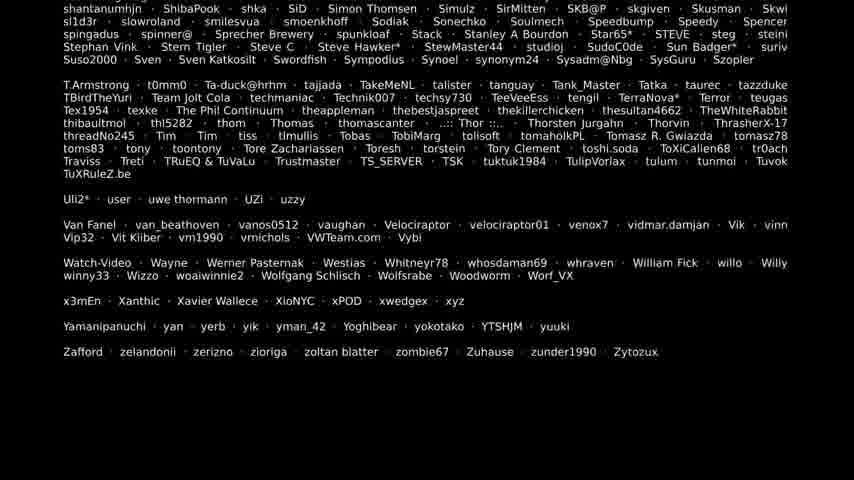 shantanumhjn · ShibaPook · shka · SiD · Simon Thomsen · Simulz · SirMitten · SKB@P · skgiven · Skusman · Skwi
sl1d3r · slowroland · smilesvua · smoenkhoff · Sodiak · Sonechko · Soulmech · Speedbump · Speedy · Spencer
spingadus · spinner@ · Sprecher Brewery · spunkloaf · Stack · Stanley A Bourdon · Star65* · STE\/E · steg · steini
Stephan Vink · Stern Tigler · Steve C · Steve Hawker* · StewMaster44 · studioj · SudoC0de · Sun Badger* · suriv
Suso2000 · Sven · Sven Katkosilt · Swordfish · Sympodius · Synoel · synonym24 · Sysadm@Nbg · SysGuru · Szopler
T.Armstrong · t0mm0 · Ta-duck@hrhm · tajjada · TakeMeNL · talister · tanguay · Tank_Master · Tatka · taurec · tazzduke
TBirdTheYuri · Team Jolt Cola · techmaniac · Technik007 · techsy730 · TeeVeeEss · tengil · TerraNova* · Terror · teugas
Tex1954 · texke · The Phil Continuum · theappleman · thebestjaspreet · thekillerchicken · thesultan4662 · TheWhiteRabbit
thibaultmol · thl5282 · thom · Thomas · thomascanter · ..::: Thor :::.. · Thorsten Jurgahn · Thorvin · ThrasherX-17
threadNo245 · Tim · Tim · tiss · tlmullis · Tobas · TobiMarg · tolisoft · tomaholkPL · Tomasz R. Gwiazda · tomasz78
toms83 · tony · toontony · Tore Zachariassen · Toresh · torstein · Tory Clement · toshi.soda · ToXiCalien68 · tr0ach
Traviss · Treti · TRuEQ & TuVaLu · Trustmaster · TS_SERVER · TSK · tuktuk1984 · TulipVorlax · tulum · tunmoi · Tuvok
TuXRuleZ.be
Uli2* · user · uwe thormann · UZi · uzzy
Van Fanel · van_beathoven · vanos0512 · vaughan · Velociraptor · velociraptor01 · venox7 · vidmar.damjan · Vik · vinn
Vip32 · Vit Kliber · vm1990 · vrmichols · VWTeam.com · Vybi
Watch-Video · Wayne · Werner Pasternak · Westias · Whitneyr78 · whosdaman69 · whraven · William Fick · willo · Willy
winny33 · Wizzo · woaiwinnie2 · Wolfgang Schlisch · Wolfsrabe · Woodworm · Worf_VX
x3mEn · Xanthic · Xavier Wallece · XioNYC · xPOD · xwedgex · xyz
Yamanipanuchi · yan · yerb · yik · yman_42 · Yoghibear · yokotako · YTSHJM · yuuki
Zafford · zelandonii · zerizno · zioriga · zoltan blatter · zombie67 · Zuhause · zunder1990 · Zytozux